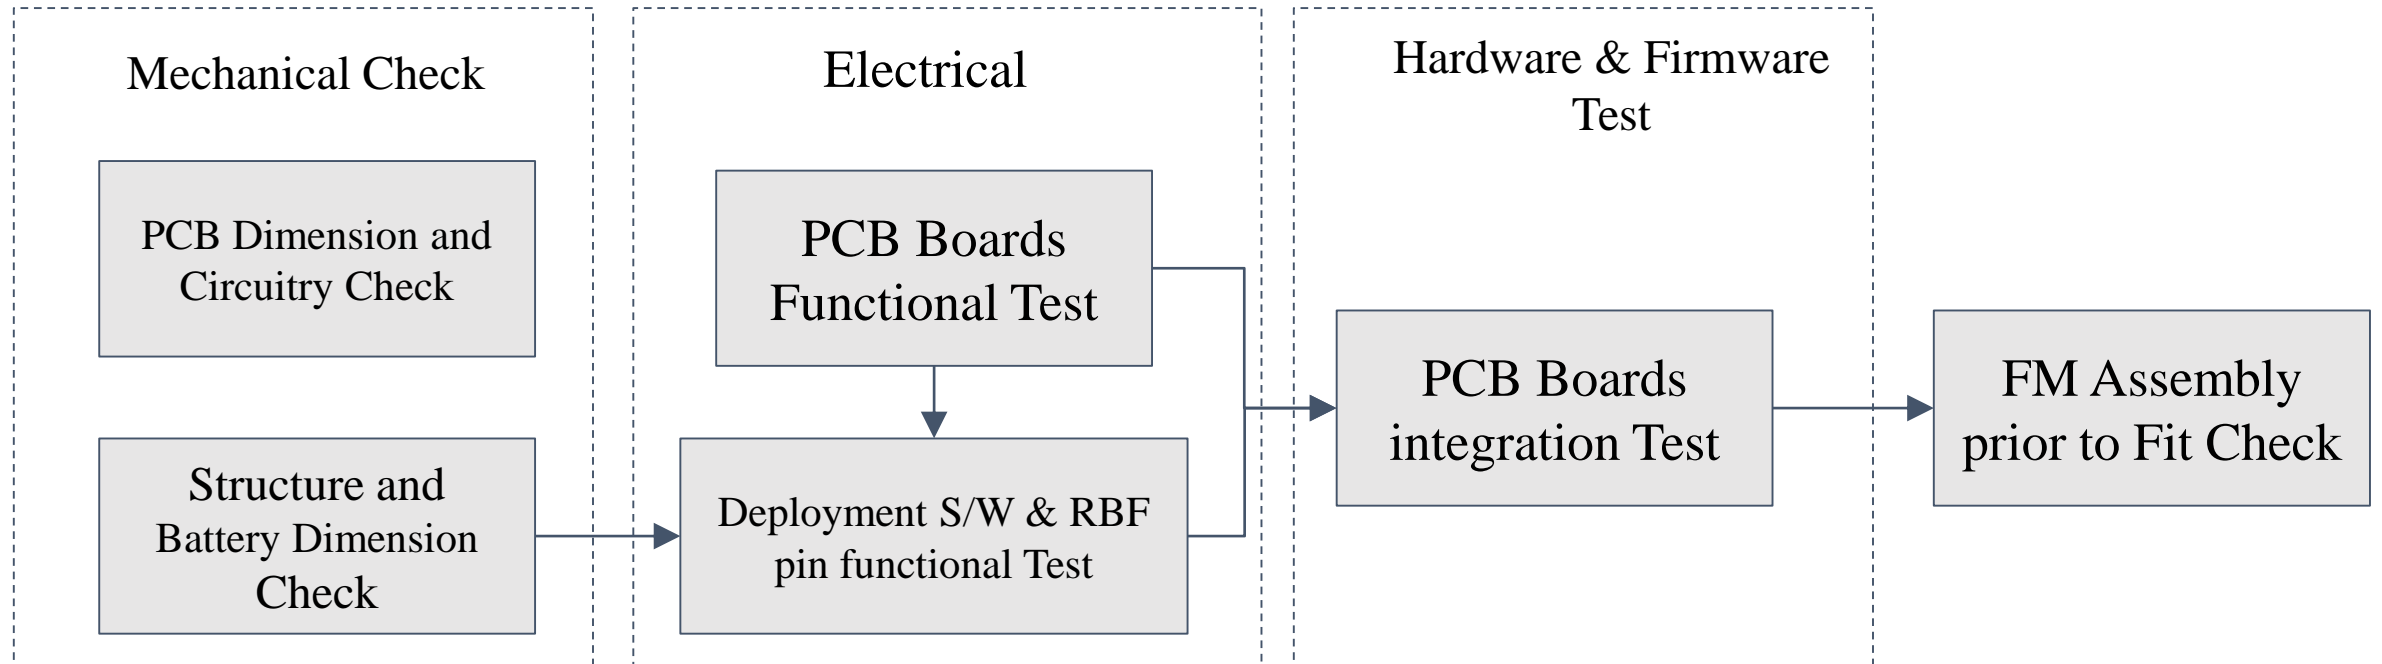 Mechanical Check
PCB Dimension and
Circuitry Check
Structure and
Battery Dimension
Check
Electrical
PCB Boards
Functional Test
Deployment S/W & RBF
pin functional Test
Hardware & Firmware
Test
PCB Boards
integration Test
FM Assembly
prior to Fit Check